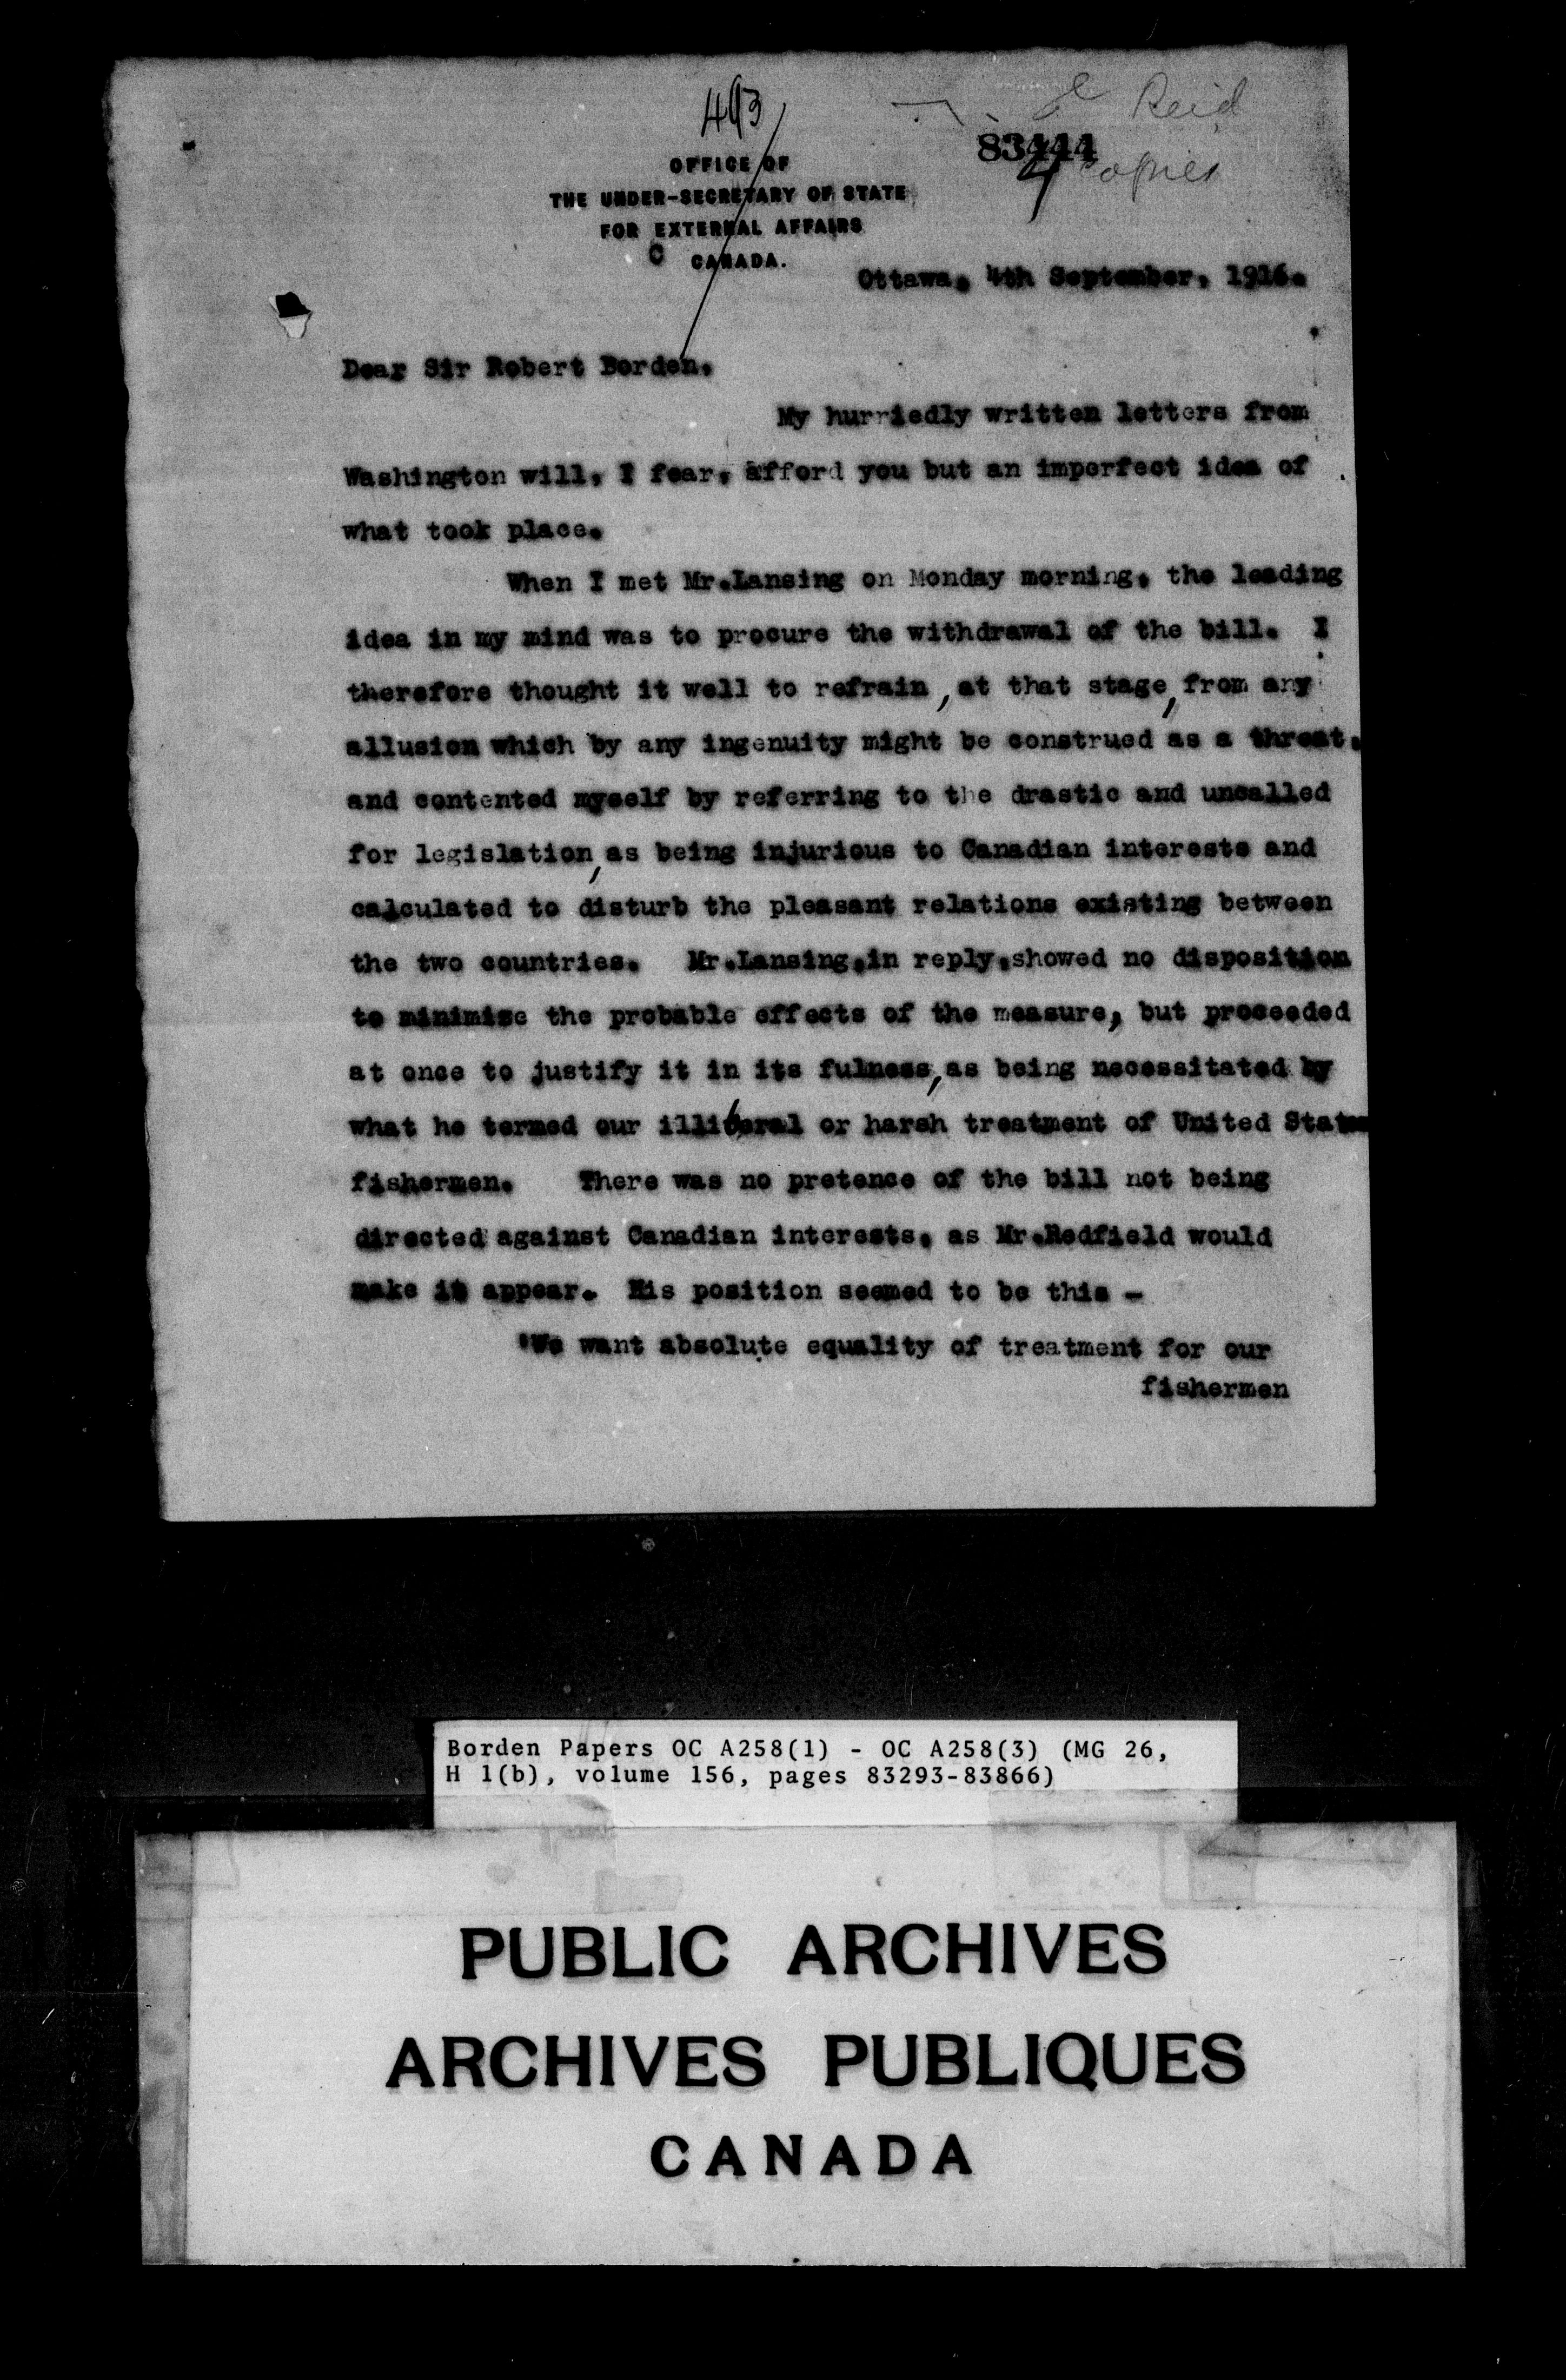 493
Reid
83444
4 copies
OFFICE OF
THE UNDER-SECRETARY OF STATE
FOR EXTERNAL AFFAIRS
C CANADA.
Ottawa, 4th September, 1916.
Dear Sir Robert Borden,
My hurriedly written letters from
Washington will, I fear, afford you but an imperfect idea of
what took place.
When I met Mr.Lansing on Monday morning, the leading
idea in my mind was to procure the withdrawal of the bill. I
therefore thought it well to refrain, at that stage, from any
allusion which by any ingenuity might be construed as a threat,
and contented myself by referring to the drastic and uncalled
for legislation, as being injurious to Canadian interests and
calculated to disturb the pleasant relations existing between
the two countries. Mr.Lansing,in reply,showed no disposition
to minimise the probable effects of the measure, but proceeded
at once to justify it in its fulness, as being necessitated by
what he termed our illiberal or harsh treatment of United States
fishermen. There was no pretence of the bill not being
directed against Canadian interests, as Mr.Redfield would
make it appear. His position seemed to be this -
"We want absolute equality of treatment for our
fishermen
Borden Papers OC A258(1) - OC A258(3) (MG 26,
H 1(b), volume 156, pages 83293-83866)
PUBLIC ARCHIVES
ARCHIVES PUBLIQUES
CANADA